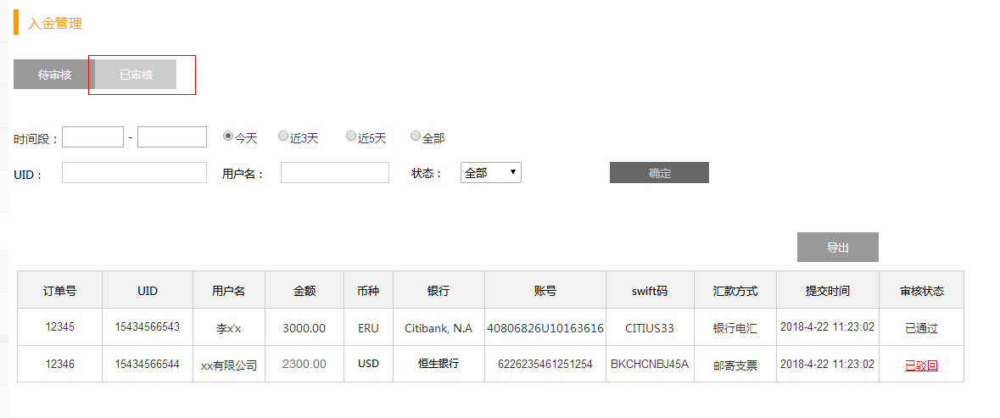 入金管理
待审核 已审核
时间段： - 今天 近3天 近5天 全部
UID： 用户名： 状态： 全部 确定
导出
订单号 UID 用户名 金额 币种 银行 账号 swift码 汇款方式 提交时间 审核状态
12345 15434566543 李x'x 3000.00 ERU Citibank, N.A 40806826U10163616 CITIUS33 银行电汇 2018-4-22 11:23:02 已通过
12346 15434566544 xx有限公司 2300.00 USD 恒生银行 6226235461251254 BKCHCNBJ45A 邮寄支票 2018-4-22 11:23:02 已驳回